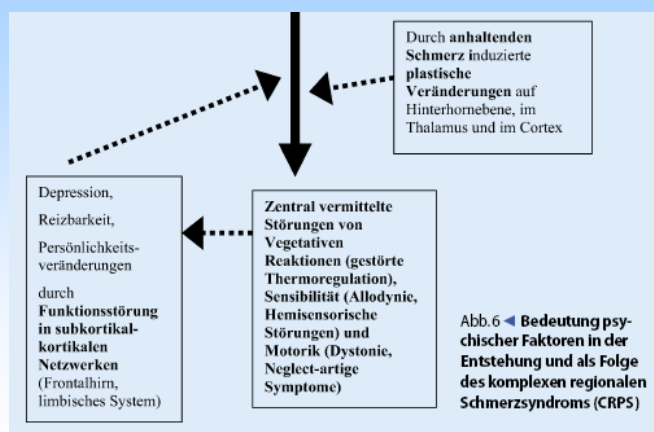 Durch anhaltenden
Schmerz induzierte
plastische
Veränderungen auf
Hinterhornebene, im
Thalamus und im Cortex
Depression,
Reizbarkeit,
Persönlichkeits-
veränderungen
durch
Funktionsstörung
in subkortikal-
kortikalen
Netzwerken
(Frontalhirn,
limbisches System)
Zentral vermittelte
Störungen von
Vegetativen
Reaktionen (gestörte
Thermoregulation),
Sensibilität (Allodynie,
Hemisensorische
Störungen) und
Motorik (Dystonie,
Neglect-artige
Symptome)
Abb.6 ◄ Bedeutung psy-
chischer Faktoren in der
Entstehung und als Folge
des komplexen regionalen
Schmerzsyndroms (CRPS)